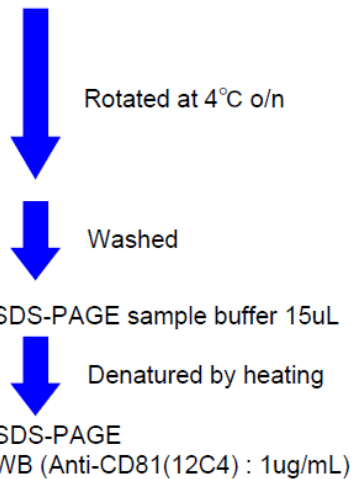 Rotated at 4℃ o/n
Washed
SDS-PAGE sample buffer 15uL
Denatured by heating
SDS-PAGE
WB (Anti-CD81(12C4) : 1ug/mL)